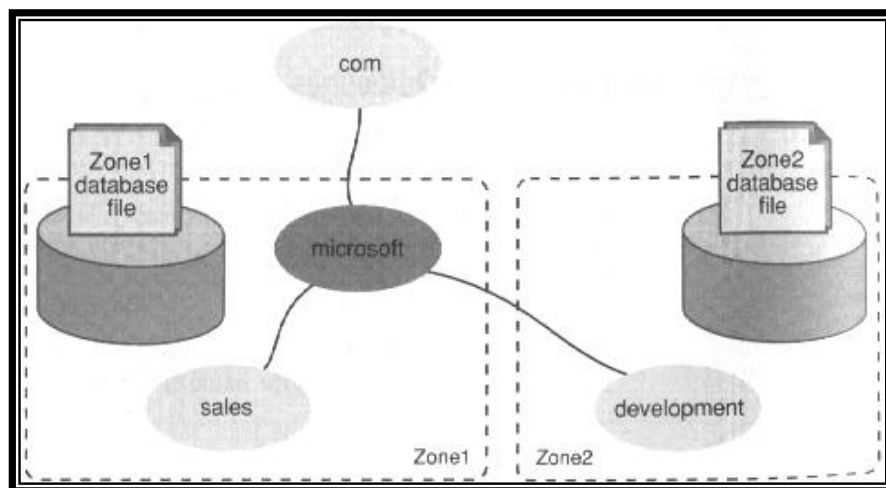 com
Zone1
database
file
Zone2
database
file
microsoft
sales
development
Zone1
Zone2